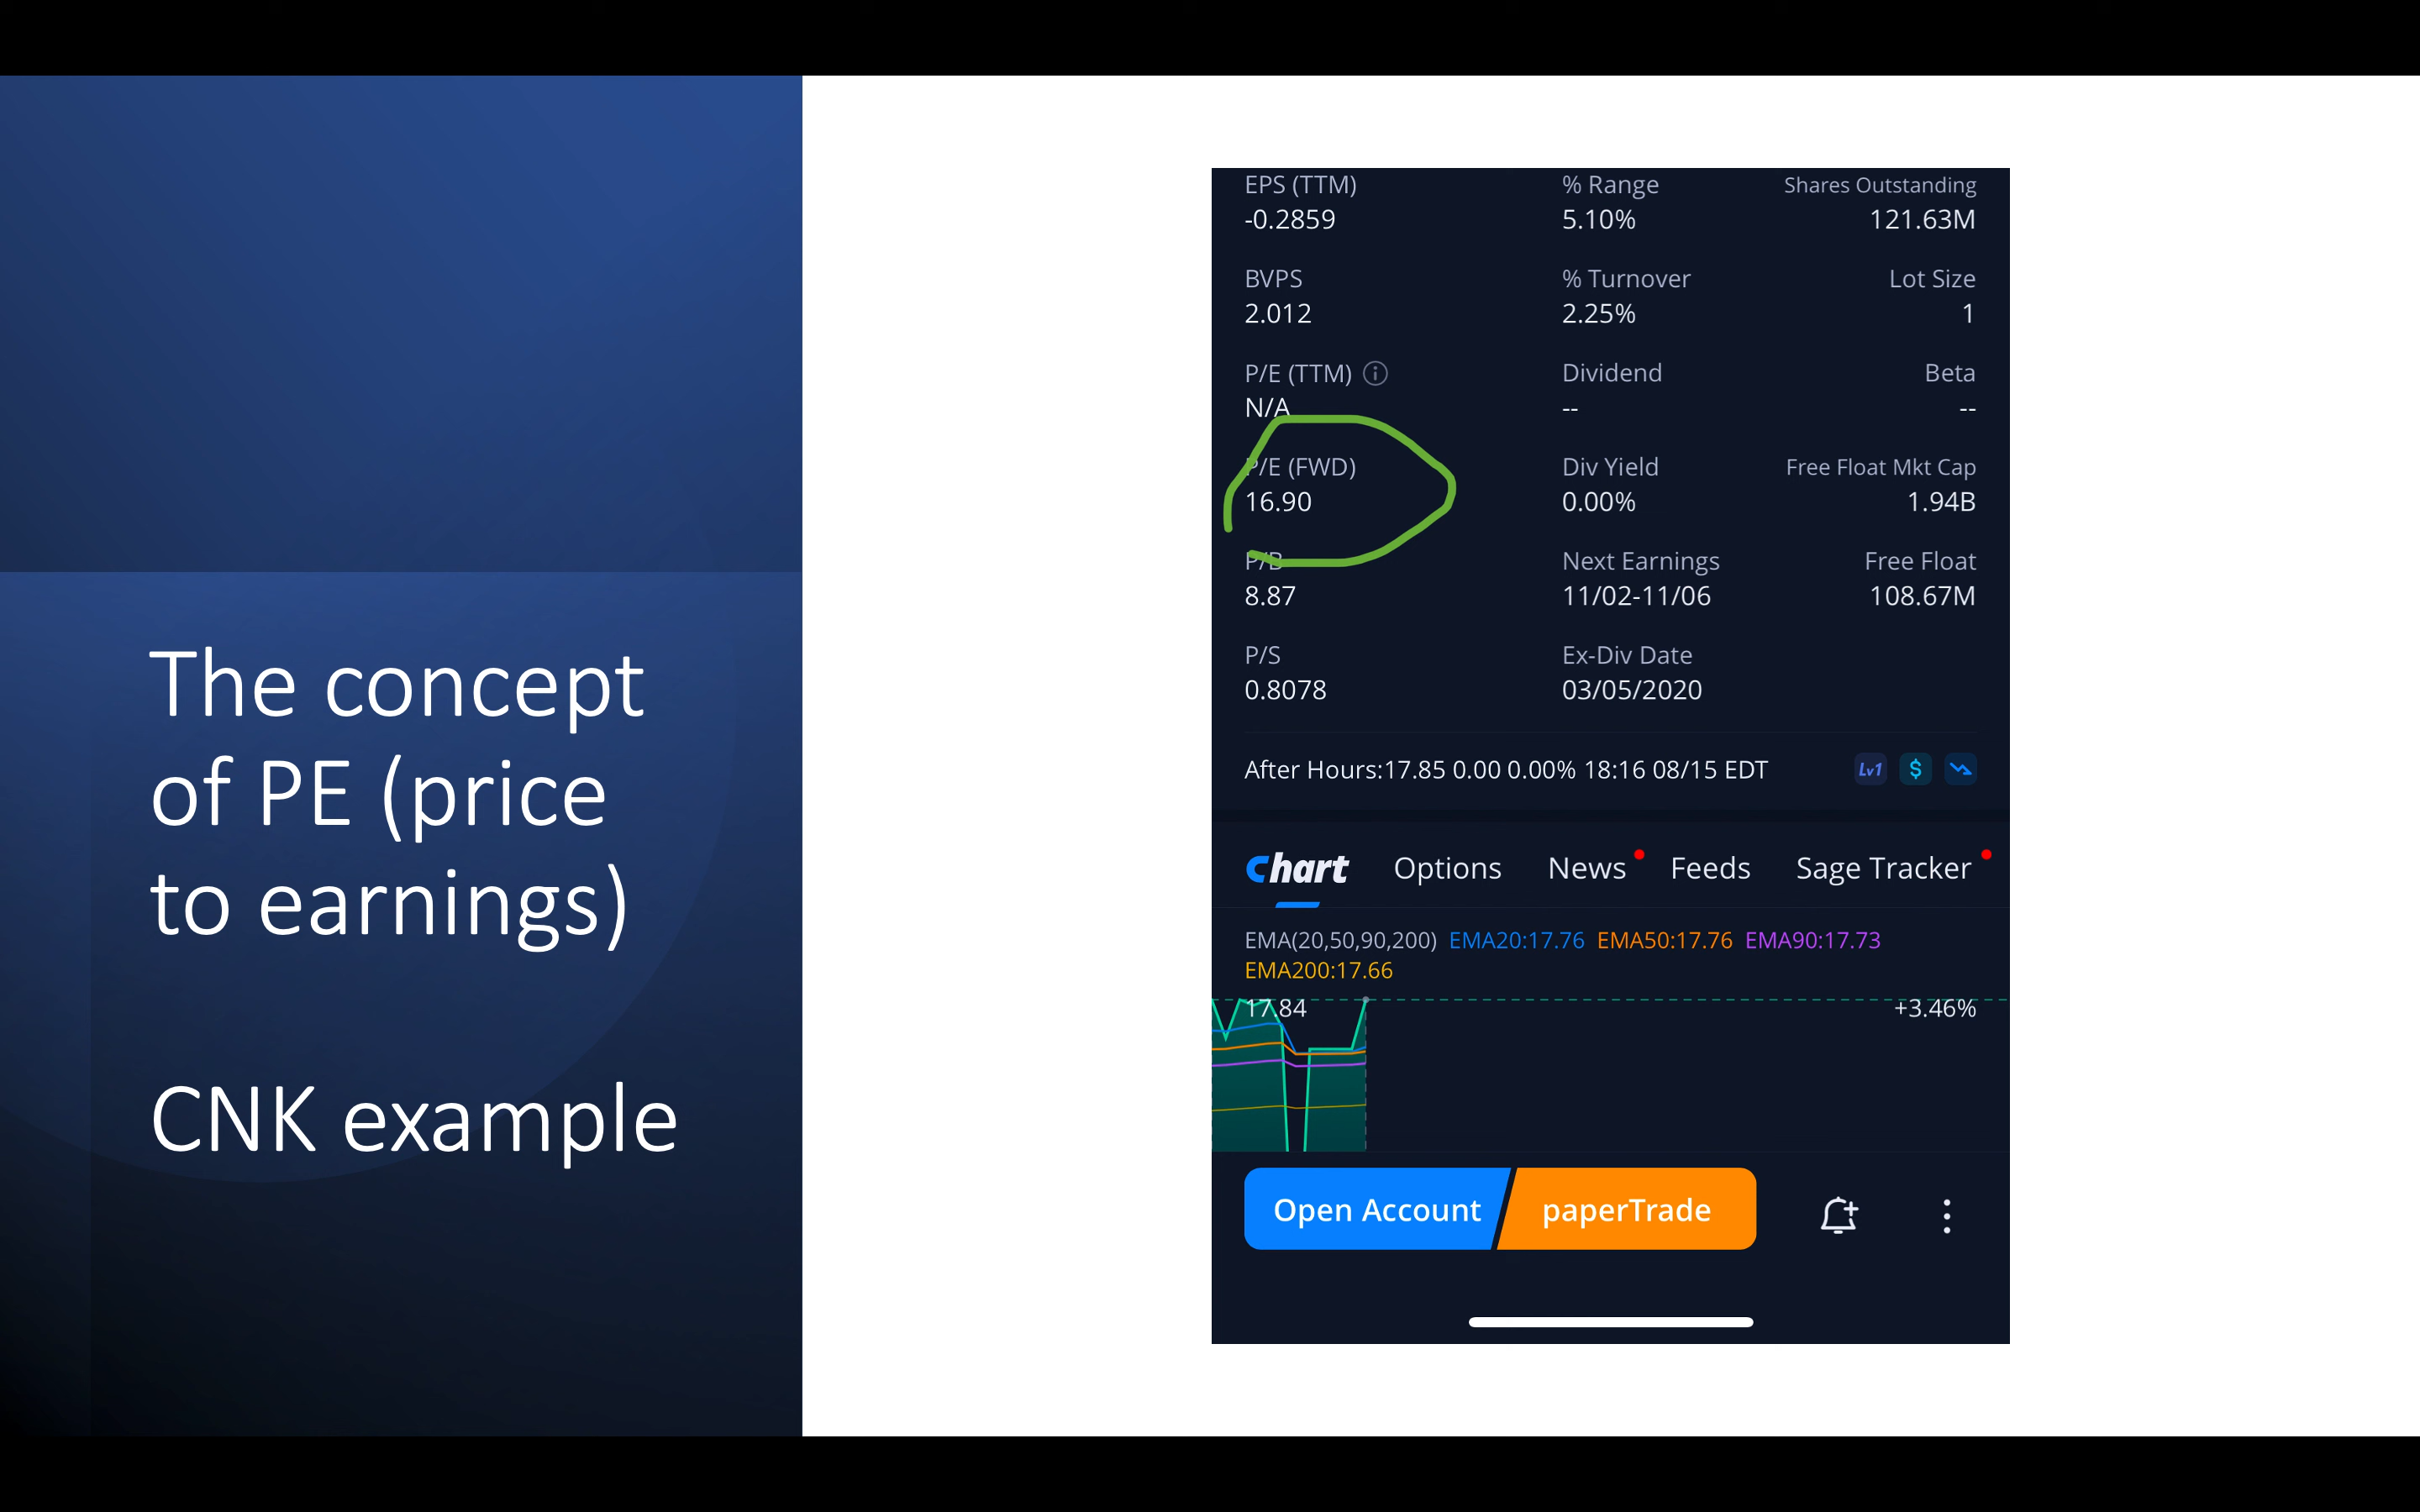 The concept
of PE (price
to earnings)
CNK example
EPS (TTM) % Range Shares Outstanding
-0.2859 5.10% 121.63M
BVPS % Turnover Lot Size
2.012 2.25% 1
P/E (TTM) Dividend Beta
N/A -- --
P/E (FWD) Div Yield Free Float Mkt Cap
16.90 0.00% 1.94B
P/B Next Earnings Free Float
8.87 11/02-11/06 108.67M
P/S Ex-Div Date
0.8078 03/05/2020
After Hours:17.85 0.00 0.00% 18:16 08/15 EDT Lv1 $
Chart Options News Feeds Sage Tracker
EMA(20,50,90,200) EMA20:17.76 EMA50:17.76 EMA90:17.73
EMA200:17.66
17.84 +3.46%
Open Account paperTrade